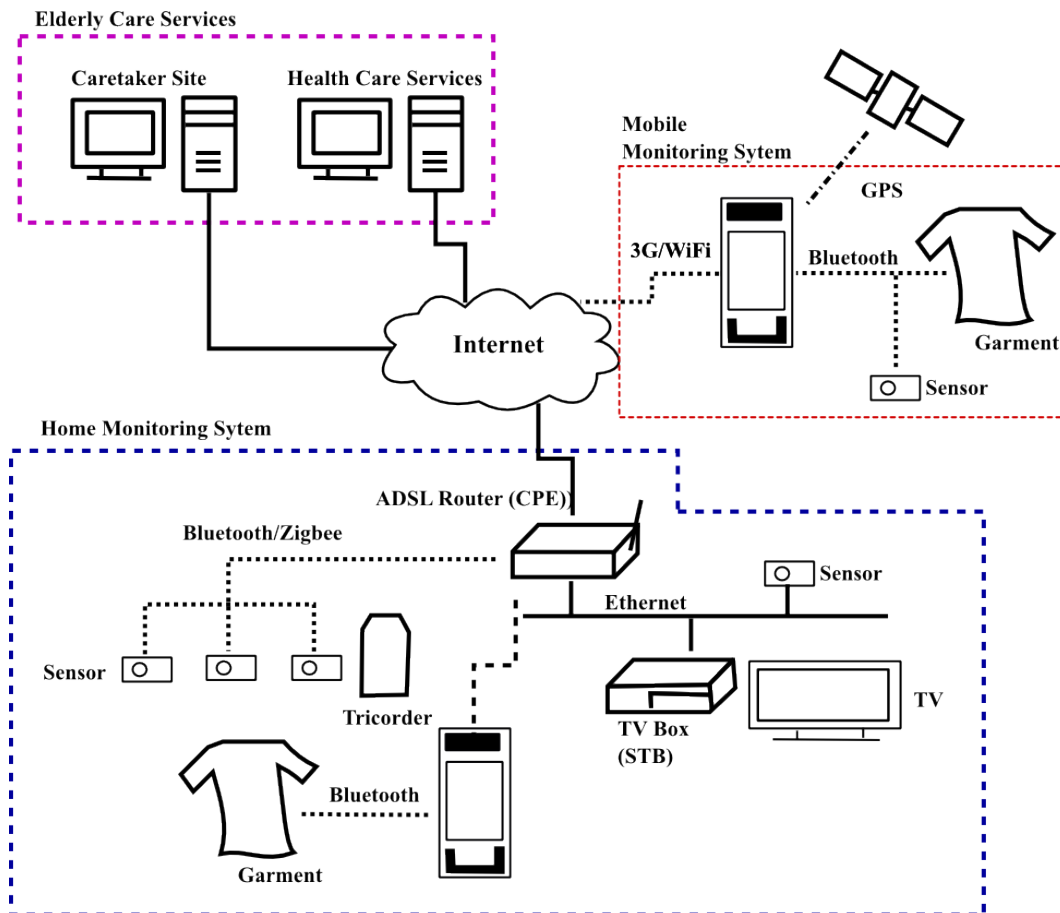 Elderly Care Services
Caretaker Site
Health Care Services
Mobile
Monitoring Sytem
GPS
3G/WiFi
Bluetooth
Garment
Sensor
Internet
Home Monitoring Sytem
ADSL Router (CPE))
Bluetooth/Zigbee
Sensor
Ethernet
Sensor
Tricorder
TV Box
(STB)
TV
Bluetooth
Garment